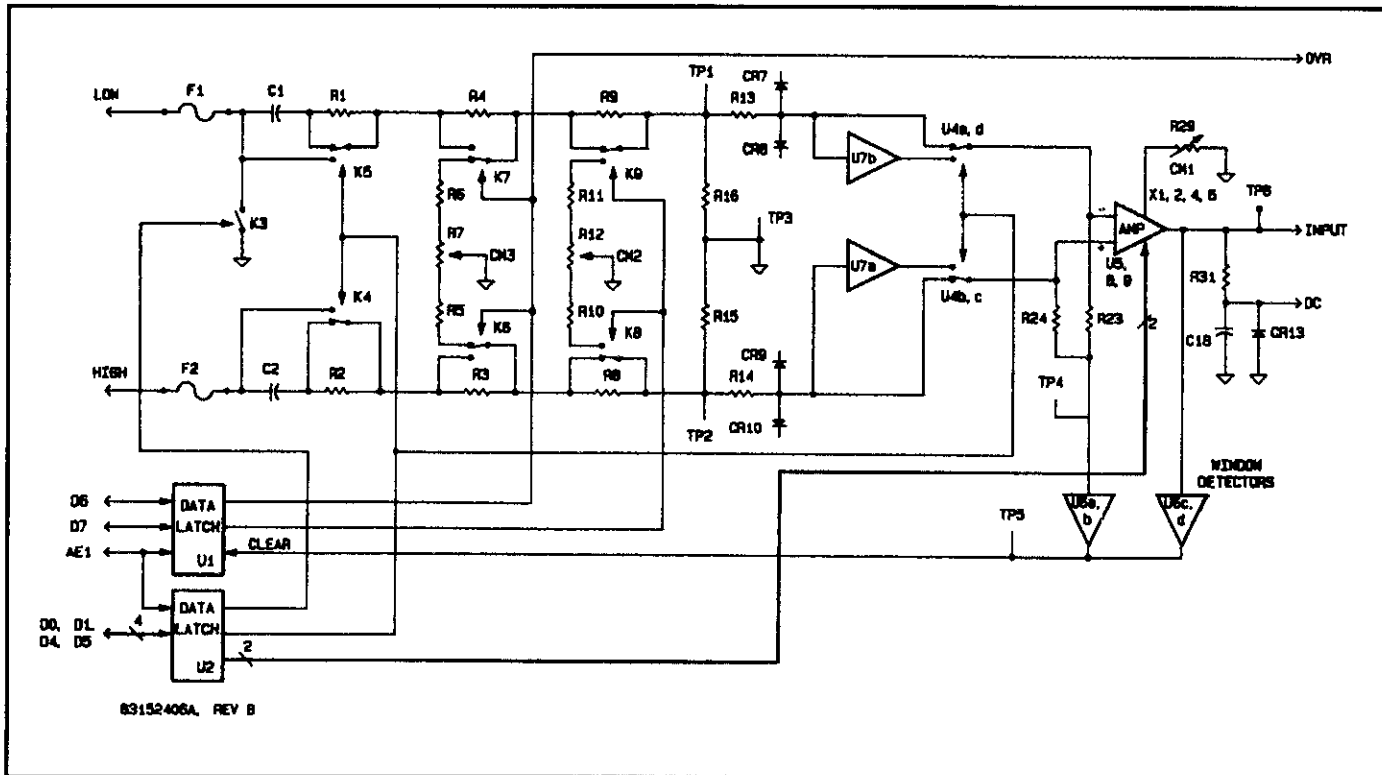 OVR
TP1
CR7
LOW
F1
C1
R1
R4
R9
R13
U4a, d
R29
CR8
U7b
CM1
K5
K7
K9
X1, 2, 4, 5
TP6
R6
R11
R16
K3
TP3
-
AMP
INPUT
R7
CM3
R12
CM2
+
U5,
8, 9
U7a
R31
K4
U4b, c
DC
R5
K6
R10
K8
R15
R24
R23
2
C18
CR13
CR9
HIGH
F2
C2
R2
R3
R8
R14
TP4
TP2
CR10
WINDOW
DETECTORS
D6
DATA
U6a,
b
U6c,
d
D7
LATCH
TP5
AE1
CLEAR
U1
DATA
D0, D1
4
LATCH
D4, D5
2
U2
83152406A, REV B